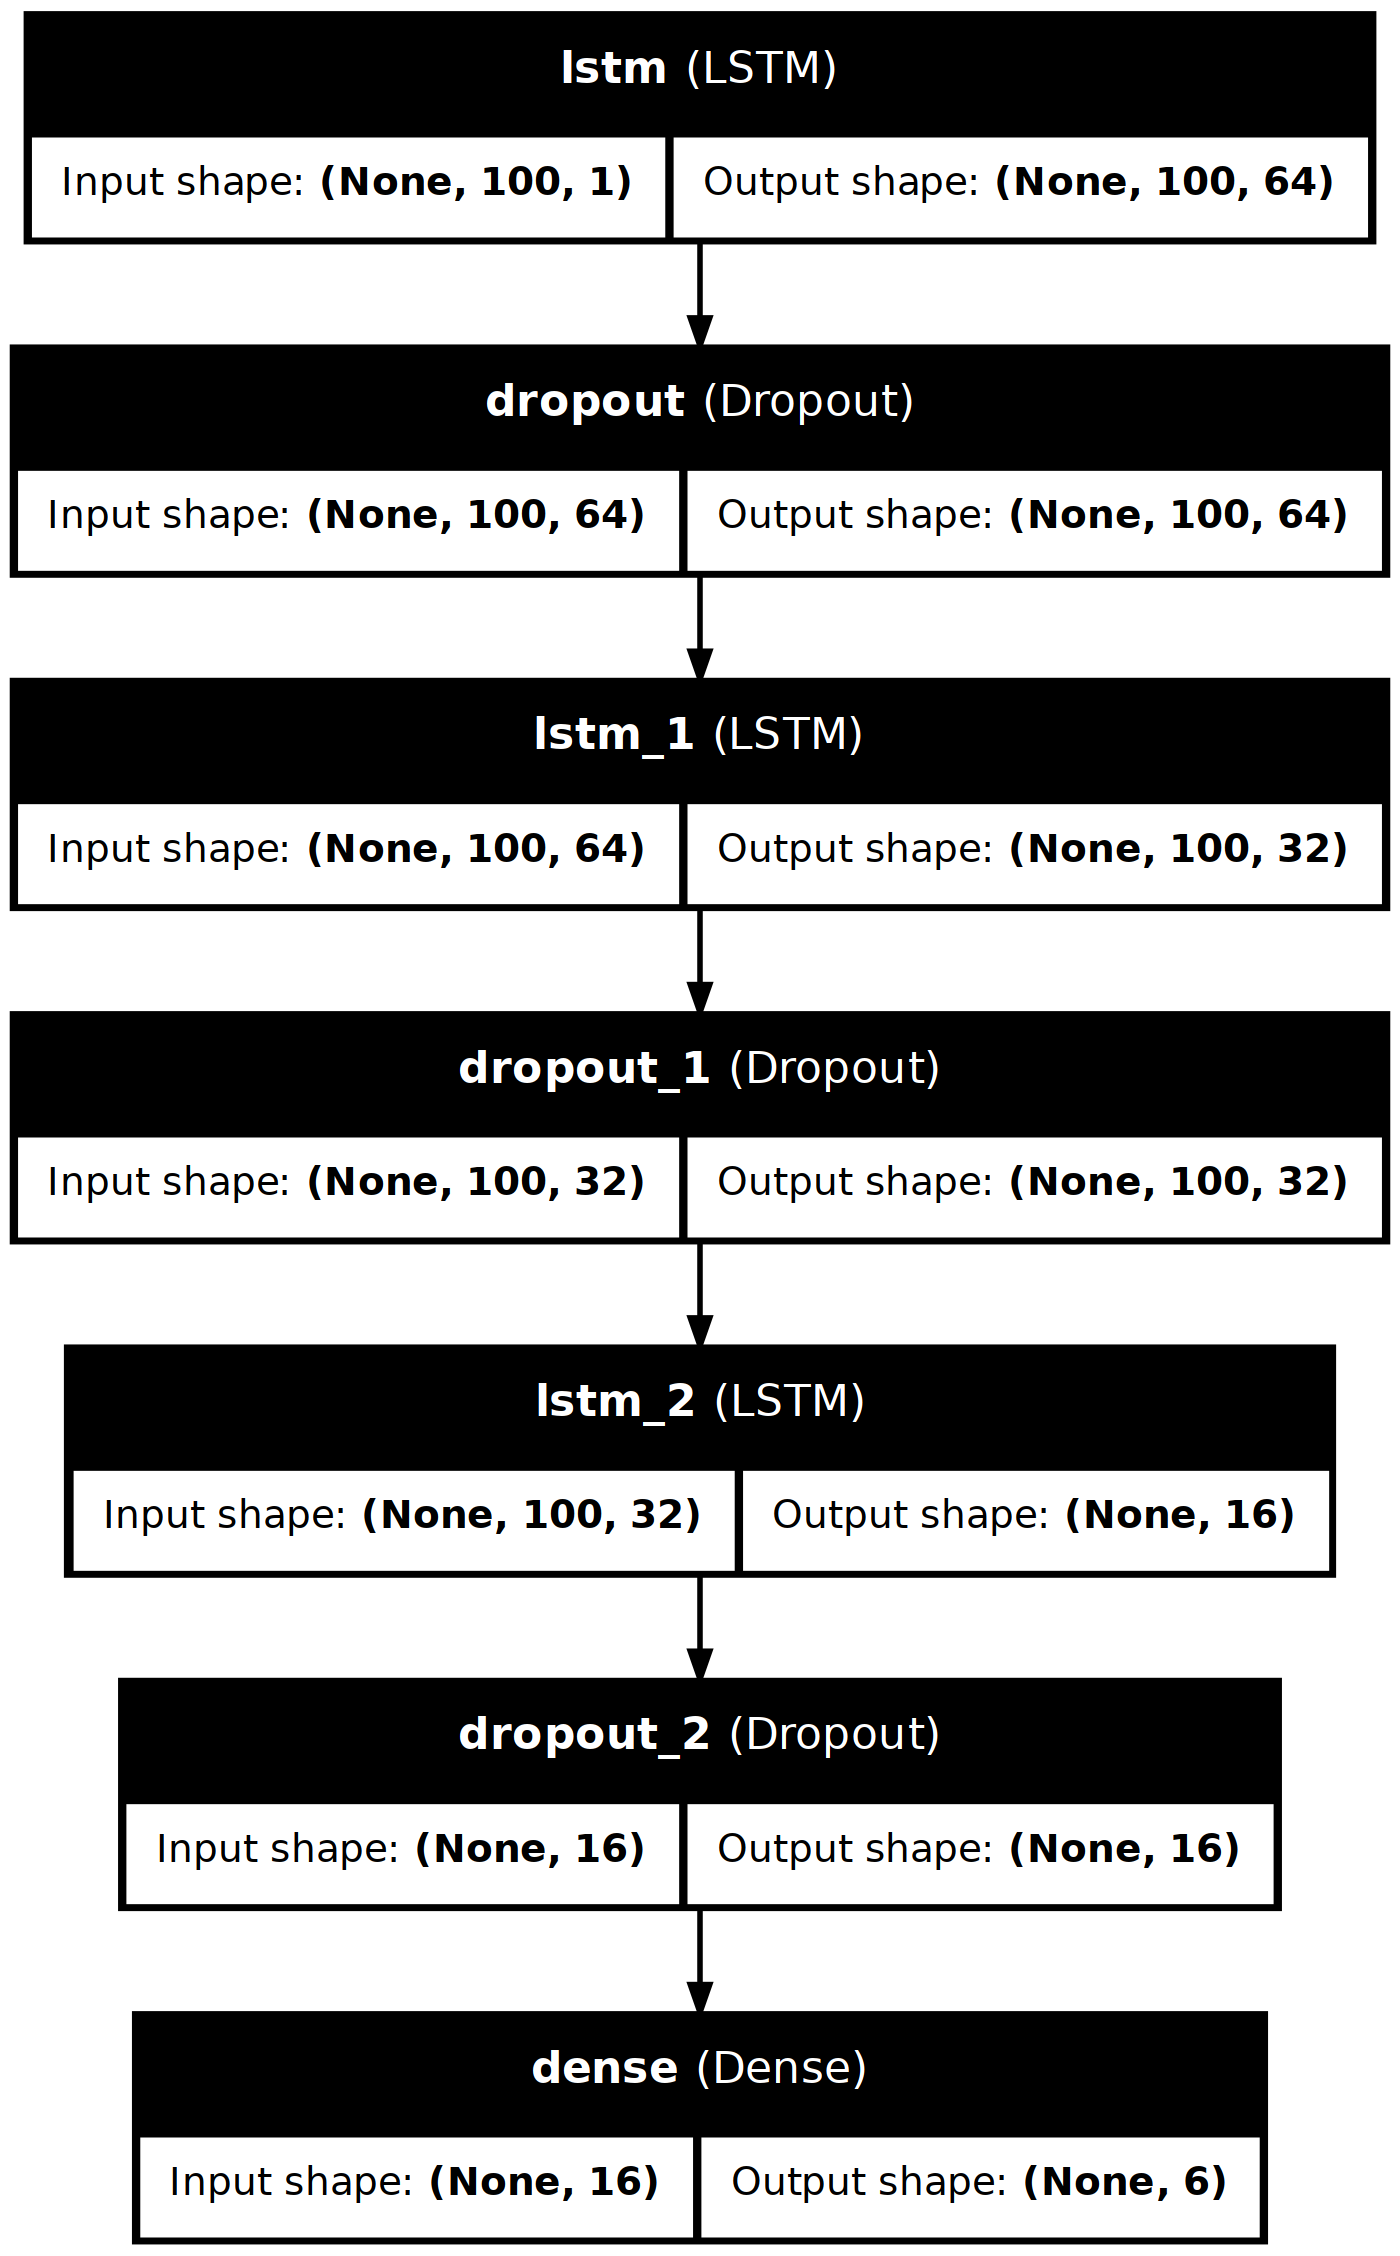 lstm (LSTM)
Input shape: (None, 100, 1) Output shape: (None, 100, 64)
dropout (Dropout)
Input shape: (None, 100, 64) Output shape: (None, 100, 64)
lstm_1 (LSTM)
Input shape: (None, 100, 64) Output shape: (None, 100, 32)
dropout_1 (Dropout)
Input shape: (None, 100, 32) Output shape: (None, 100, 32)
lstm_2 (LSTM)
Input shape: (None, 100, 32) Output shape: (None, 16)
dropout_2 (Dropout)
Input shape: (None, 16) Output shape: (None, 16)
dense (Dense)
Input shape: (None, 16) Output shape: (None, 6)